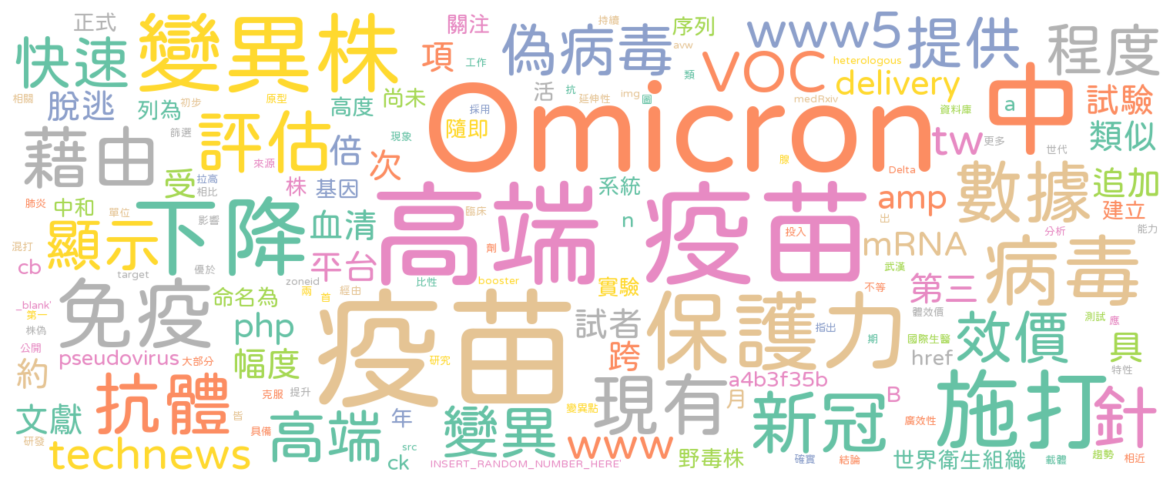 正式
關注
持續
序列
www5
提供
程度
快速
變異株
項
工作
偽病毒
avw
類
VOC
heterologous
delivery
中
a
試驗
相關
脫逃
列為
初步
原型
高度
尚未
活
抗
延伸性
img
圖
medRxiv
資料庫
類似
藉由
篩選
評估
倍
採用
現象
隨即
Omicron
tw
更多
世代
來源
次
受
拉高
相比
株
基因
系統
Delta
amp
數據
追加
建立
肺炎
中和
單位
影響
下降
血清
高端 疫苗
臨床
n
劑
投入
出
分析
能力
混打
顯示
平台
mRNA
病毒
cb
target
優於
zoneid
比性
booster
武漢
第三
不等
_blank'
第一
免疫
命名為
兩
首
經由
實驗
體效價
株偽
php
疫苗
試者
保護力
指出
期
國際生醫
效價
測試
應
公開
pseudovirus
大部分
幅度
研究
跨
href
趨勢
具
特性
約
克服
提升
現有
a4b3f35b
月
B
抗體
文獻
具備
皆
高端
年
變異
變異點
新冠
廣效性
施打
針
研發
technews
src
ck
www
INSERT_RANDOM_NUMBER_HERE'
野毒株
確實
結論
世界衛生組織
載體
相近